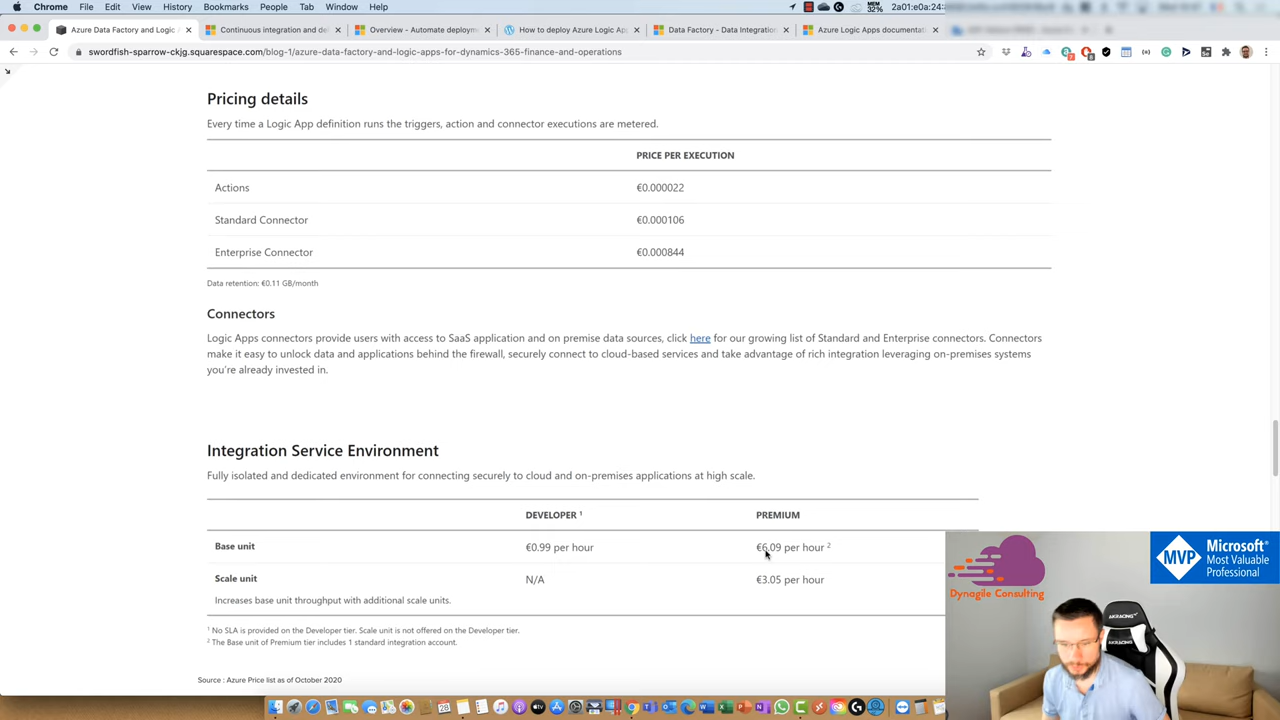 Chrome File Edit View History Bookmarks People Tab Window Help
MEM
32%
2a01:e0a:24:
Azure Data Factory and Logic A
Continuous integration and de
Overview - Automate deploym
How to deploy Azure Logic Ap
Data Factory - Data Integration
Azure Logic Apps documentati
swordfish-sparrow-ckjg.squarespace.com/blog-1/azure-data-factory-and-logic-apps-for-dynamics-365-finance-and-operations
Pricing details
Every time a Logic App definition runs the triggers, action and connector executions are metered.
PRICE PER EXECUTION
Actions €0.000022
Standard Connector €0.000106
Enterprise Connector €0.000844
Data retention: €0.11 GB/month
Connectors
Logic Apps connectors provide users with access to SaaS application and on premise data sources, click here for our growing list of Standard and Enterprise connectors. Connectors
make it easy to unlock data and applications behind the firewall, securely connect to cloud-based services and take advantage of rich integration leveraging on-premises systems
you're already invested in.
Integration Service Environment
Fully isolated and dedicated environment for connecting securely to cloud and on-premises applications at high scale.
DEVELOPER ¹ PREMIUM
Base unit €0.99 per hour €6.09 per hour ²
Scale unit N/A €3.05 per hour
Increases base unit throughput with additional scale units.
¹ No SLA is provided on the Developer tier. Scale unit is not offered on the Developer tier.
² The Base unit of Premium tier includes 1 standard integration account.
Source : Azure Price list as of October 2020
Dynagile Consulting
MVP
Microsoft®
Most Valuable
Professional
AKRACING